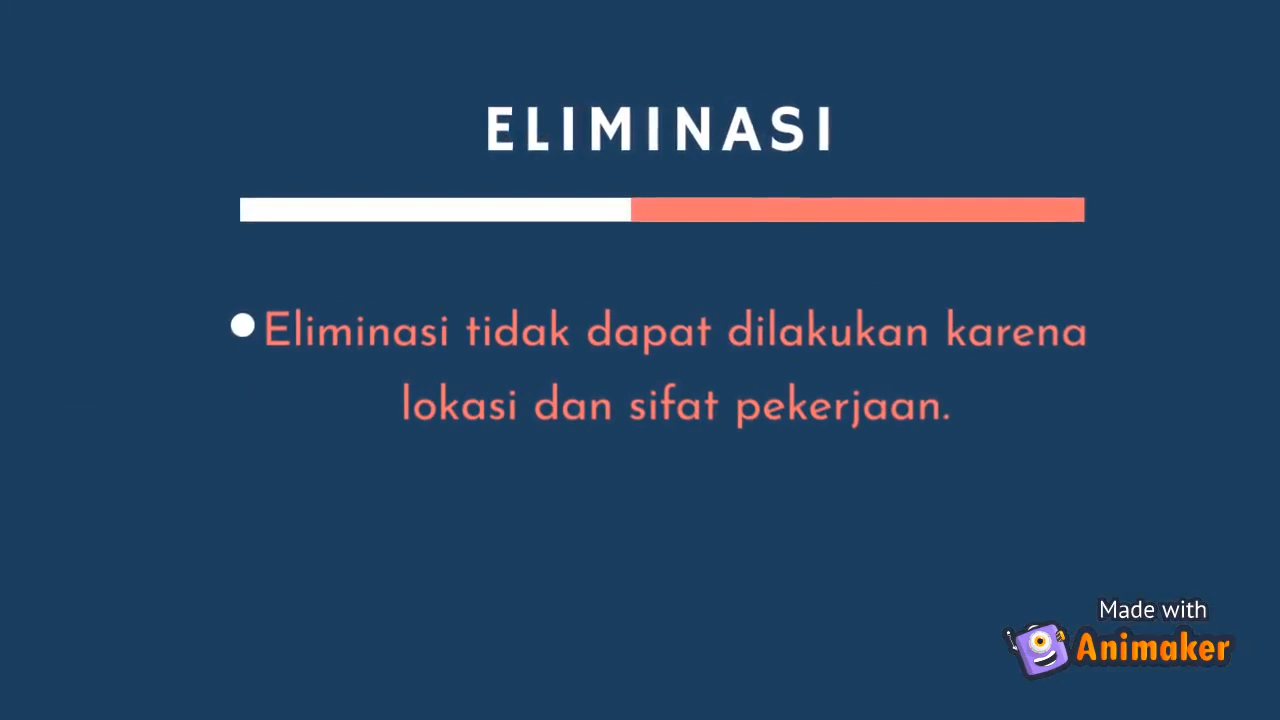 ELIMINASI
•Eliminasi tidak dapat dilakukan karena
lokasi dan sifat pekerjaan.
Made with
Animaker